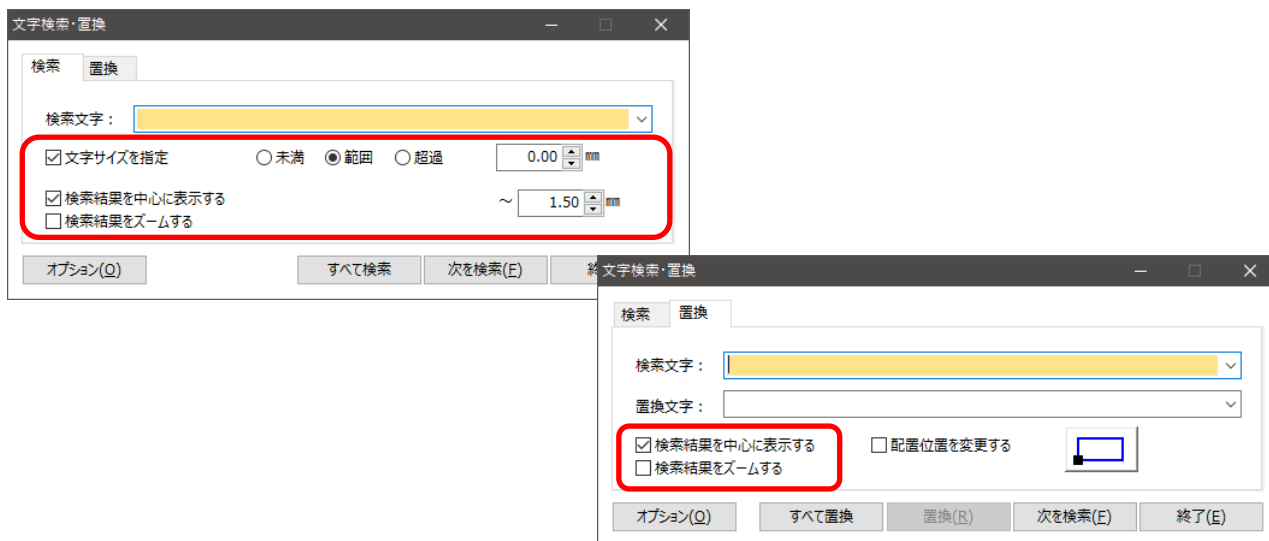 文字検索・置換
検索 置換
検索文字：
文字サイズを指定 未満 範囲 超過 0.00 ㎜
検索結果を中心に表示する ～ 1.50 ㎜
検索結果をズームする
オプション(O) すべて検索 次を検索(F)
文字検索・置換
検索 置換
検索文字：
置換文字：
検索結果を中心に表示する 配置位置を変更する
検索結果をズームする
オプション(O) すべて置換 置換(R) 次を検索(F) 終了(E)